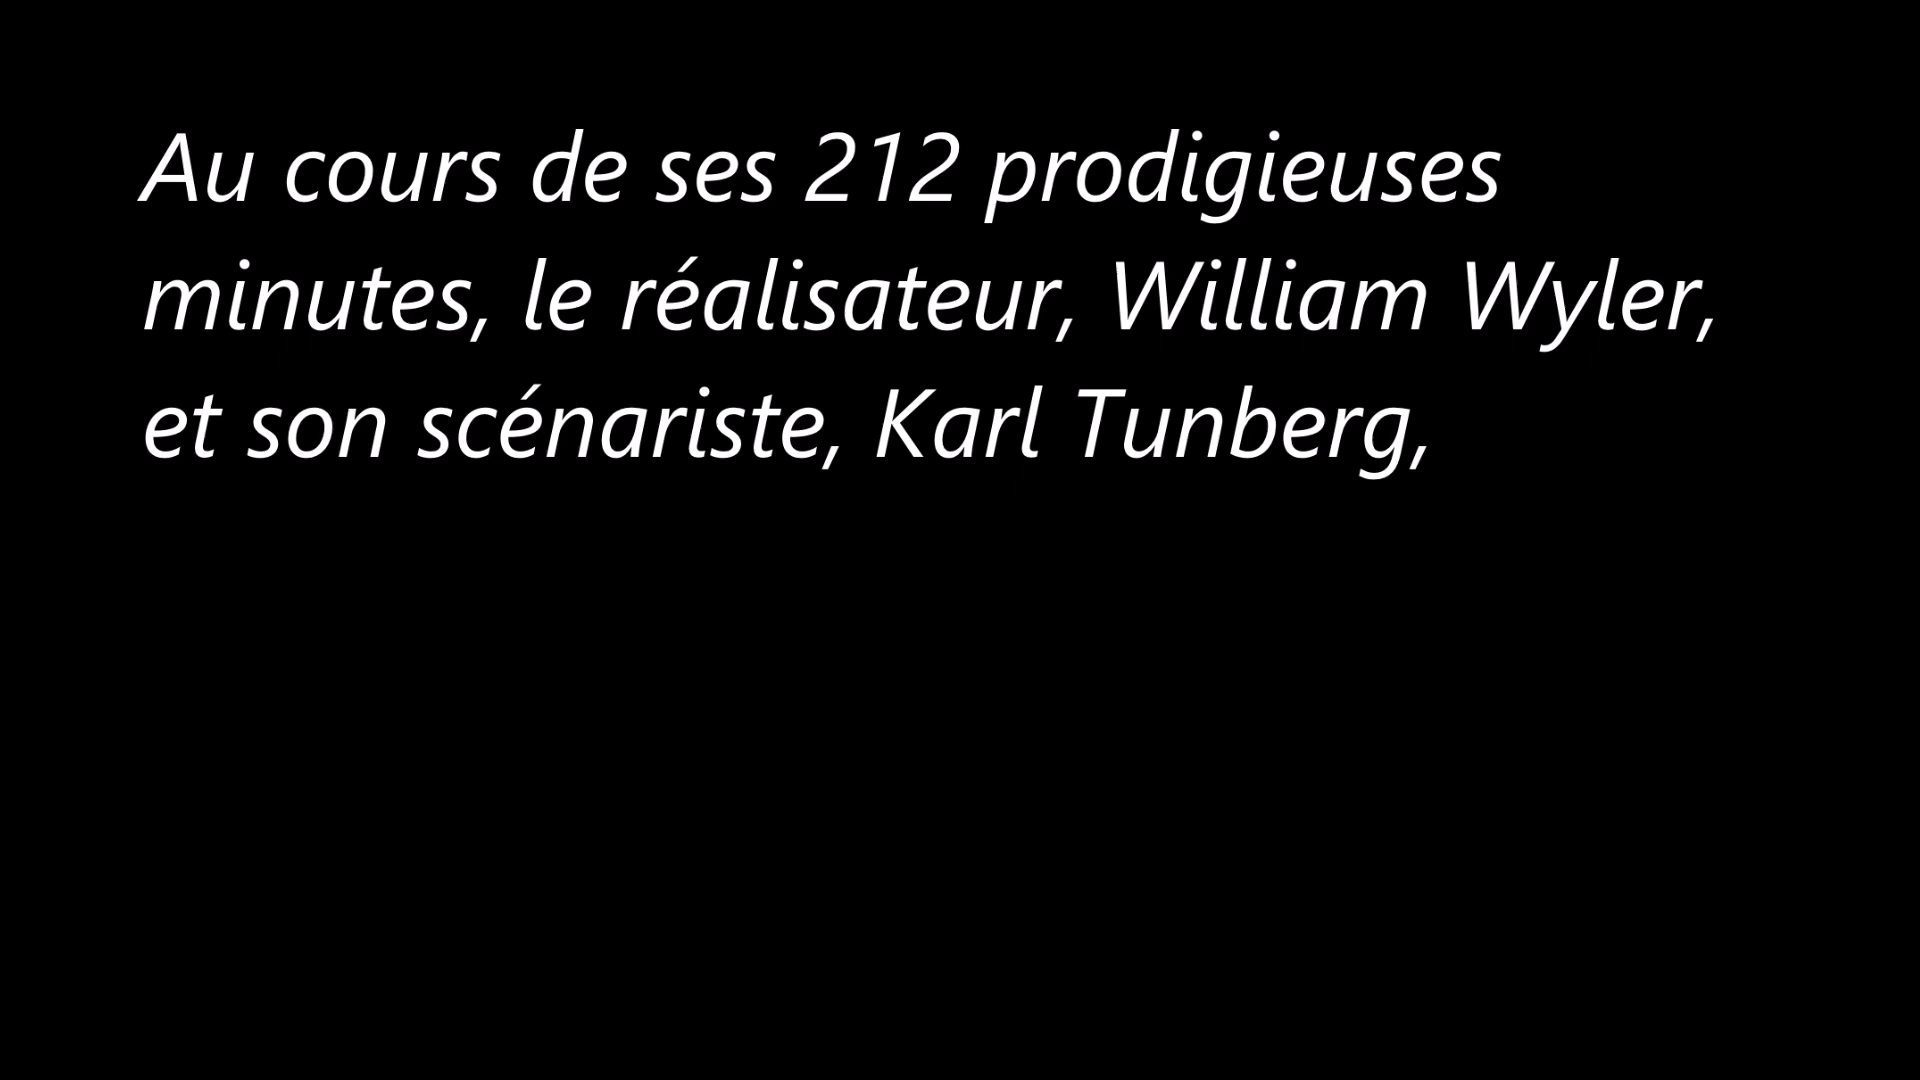 Au cours de ses 212 prodigieuses
minutes, le réalisateur, William Wyler,
et son scénariste, Karl Tunberg,